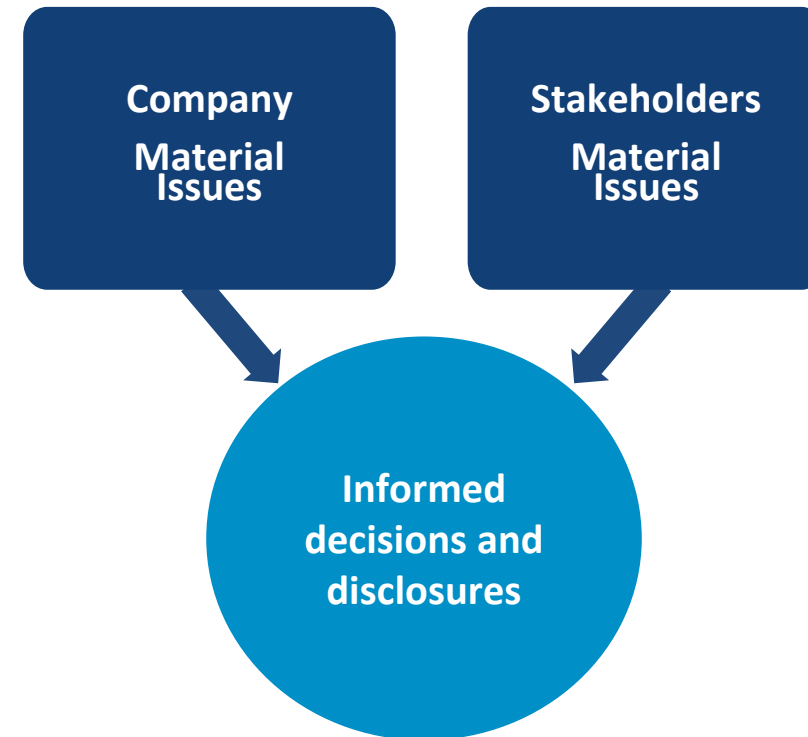 Company
Material
Issues
Stakeholders
Material
Issues
Informed
decisions and
disclosures